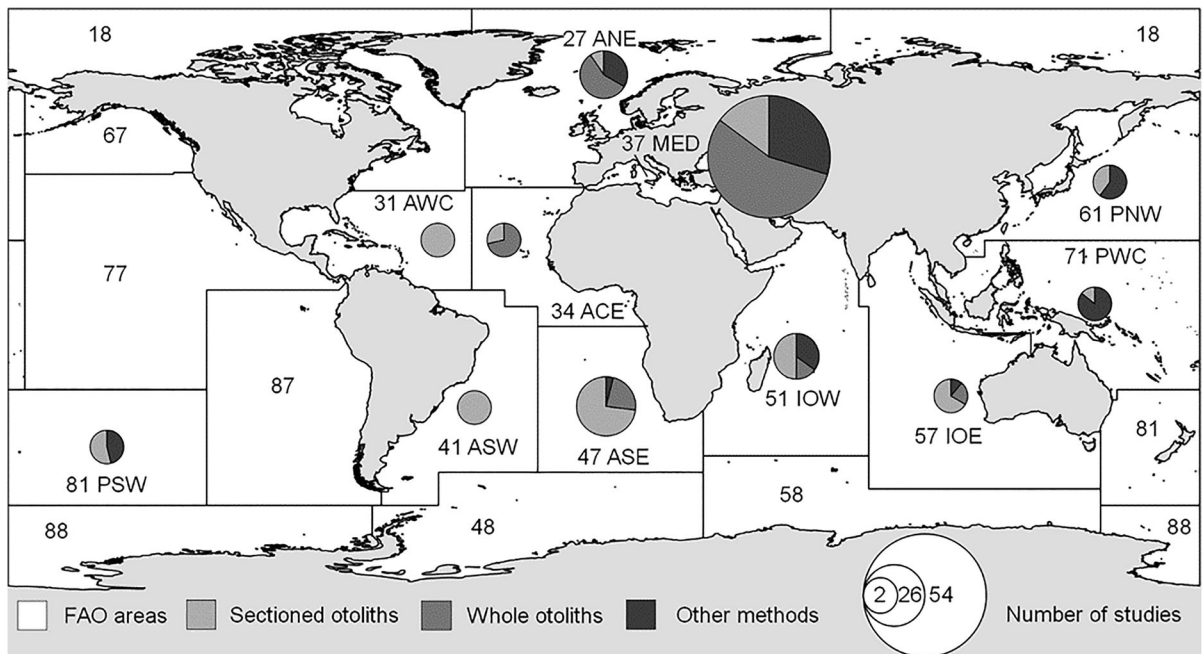 18
27 ANE
18
67
37 MED
31 AWC
61 PNW
77
71 PWC
34 ACE
87
51 IOW
41 ASW
57 IOE
81
81 PSW
47 ASE
58
88
48
88
2 26 54
FAO areas Sectioned otoliths Whole otoliths Other methods Number of studies